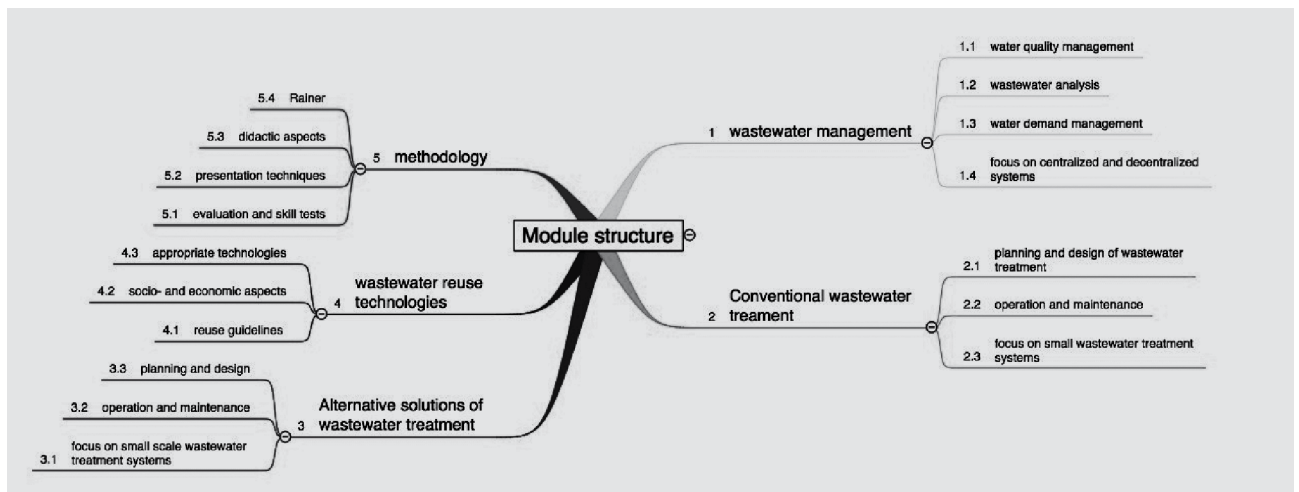 Module structure
1 wastewater management
1.1 water quality management
1.2 wastewater analysis
1.3 water demand management
1.4 focus on centralized and decentralized
systems
2 Conventional wastewater
treament
2.1 planning and design of wastewater
treatment
2.2 operation and maintenance
2.3 focus on small wastewater treatment
systems
5 methodology
5.4 Rainer
5.3 didactic aspects
5.2 presentation techniques
5.1 evaluation and skill tests
4 wastewater reuse
technologies
4.3 appropriate technologies
4.2 socio- and economic aspects
4.1 reuse guidelines
3 Alternative solutions of
wastewater treatment
3.3 planning and design
3.2 operation and maintenance
3.1 focus on small scale wastewater
treatment systems